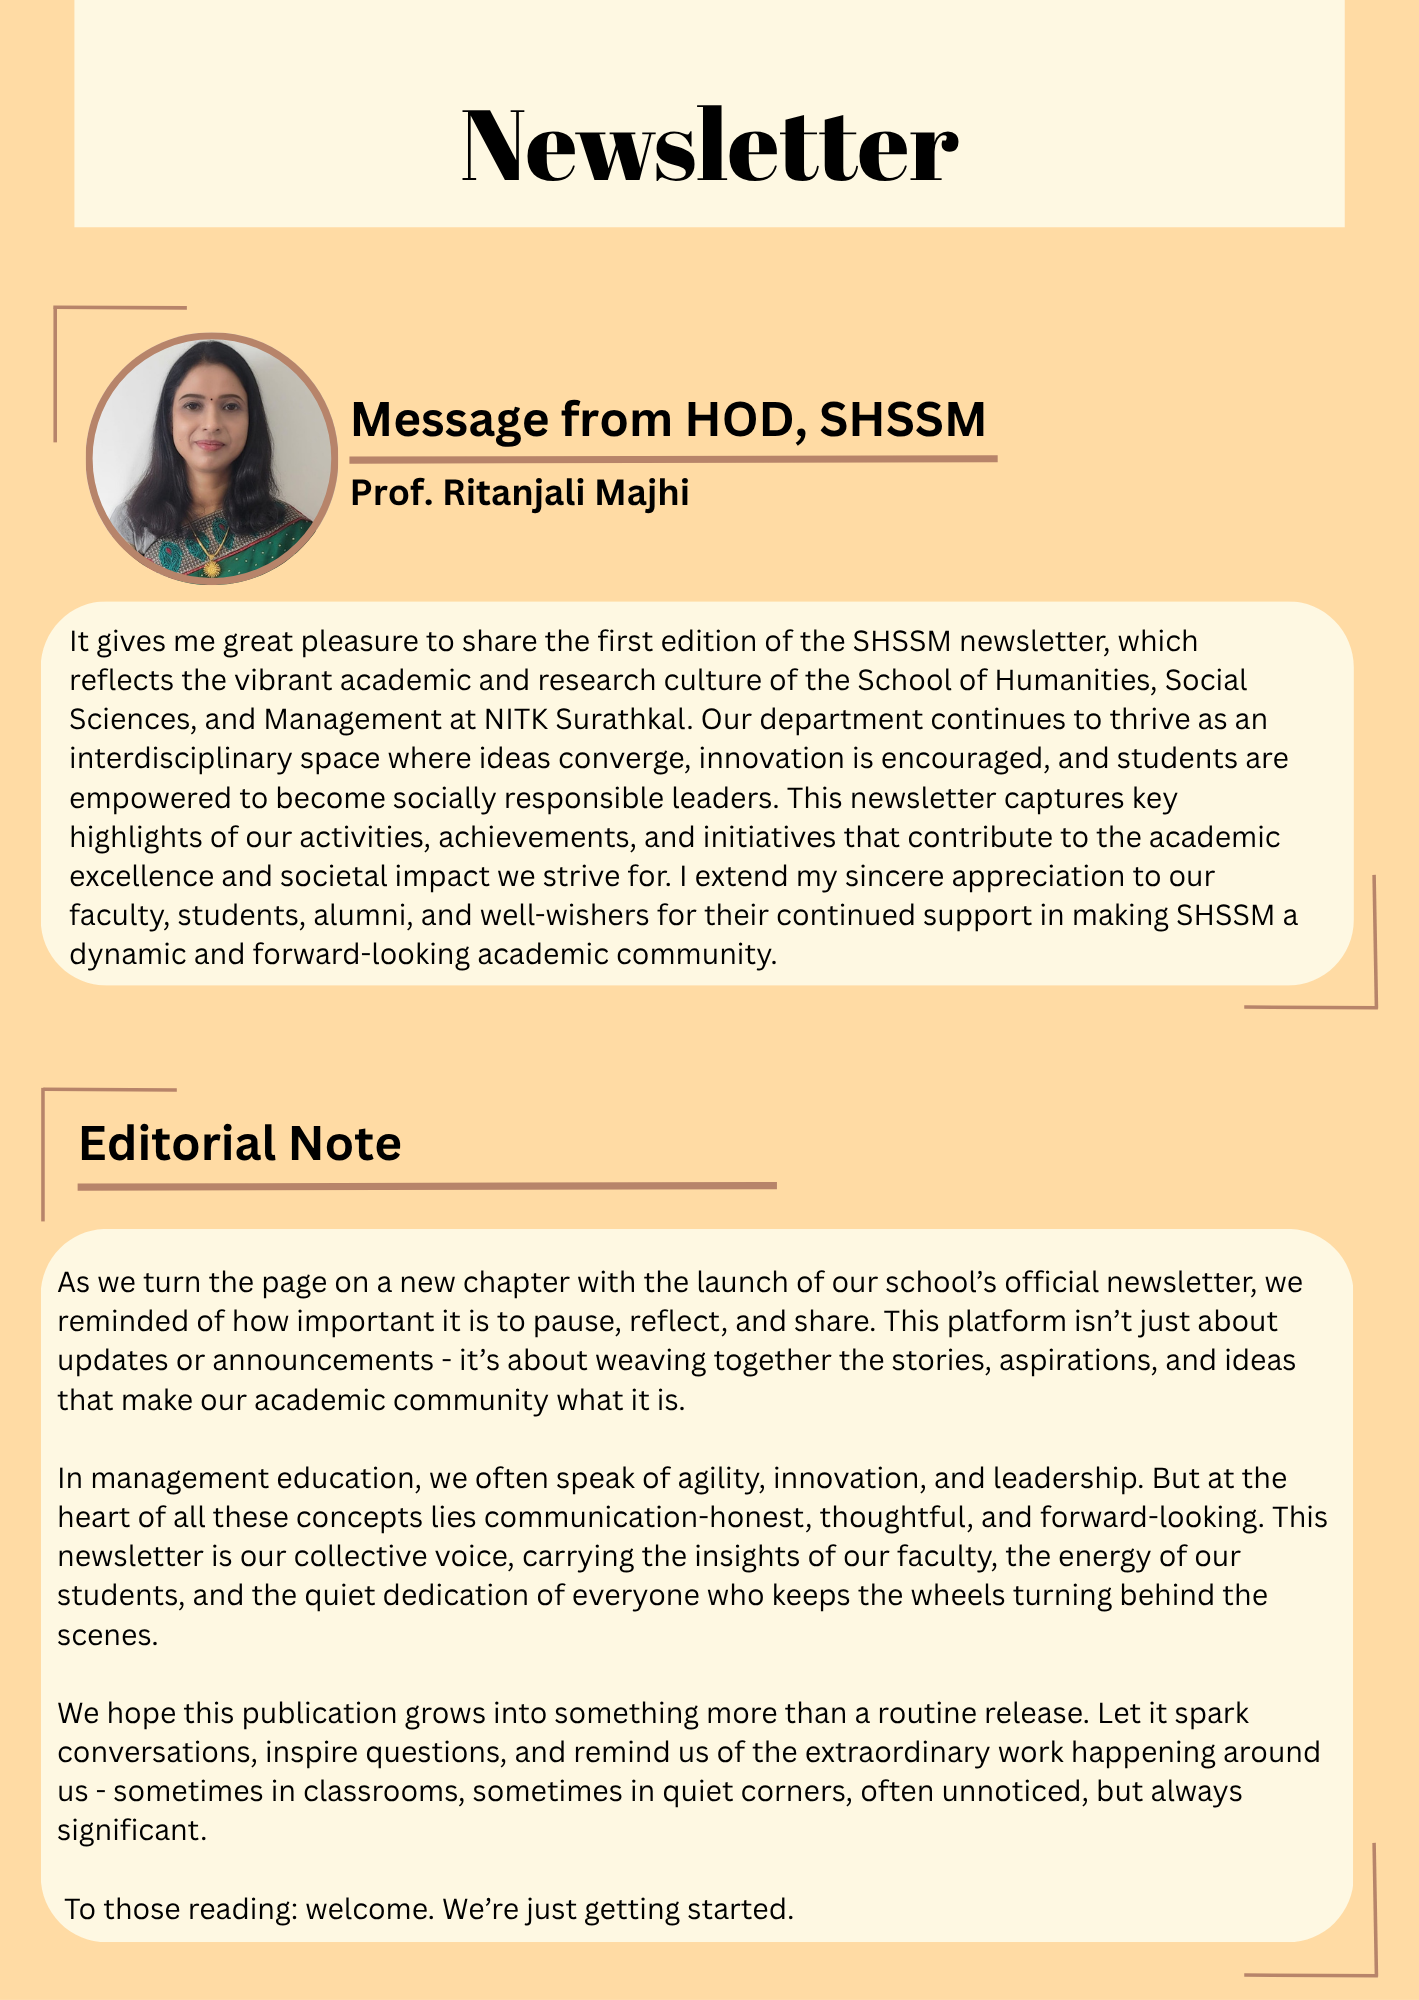 Newsletter
Message from HOD, SHSSM
Prof. Ritanjali Majhi
It gives me great pleasure to share the first edition of the SHSSM newsletter, which
reflects the vibrant academic and research culture of the School of Humanities, Social
Sciences, and Management at NITK Surathkal. Our department continues to thrive as an
interdisciplinary space where ideas converge, innovation is encouraged, and students are
empowered to become socially responsible leaders. This newsletter captures key
highlights of our activities, achievements, and initiatives that contribute to the academic
excellence and societal impact we strive for. I extend my sincere appreciation to our
faculty, students, alumni, and well-wishers for their continued support in making SHSSM a
dynamic and forward-looking academic community.
Editorial Note
As we turn the page on a new chapter with the launch of our school’s official newsletter, we
reminded of how important it is to pause, reflect, and share. This platform isn’t just about
updates or announcements - it’s about weaving together the stories, aspirations, and ideas
that make our academic community what it is.
In management education, we often speak of agility, innovation, and leadership. But at the
heart of all these concepts lies communication-honest, thoughtful, and forward-looking. This
newsletter is our collective voice, carrying the insights of our faculty, the energy of our
students, and the quiet dedication of everyone who keeps the wheels turning behind the
scenes.
We hope this publication grows into something more than a routine release. Let it spark
conversations, inspire questions, and remind us of the extraordinary work happening around
us - sometimes in classrooms, sometimes in quiet corners, often unnoticed, but always
significant.
To those reading: welcome. We’re just getting started.